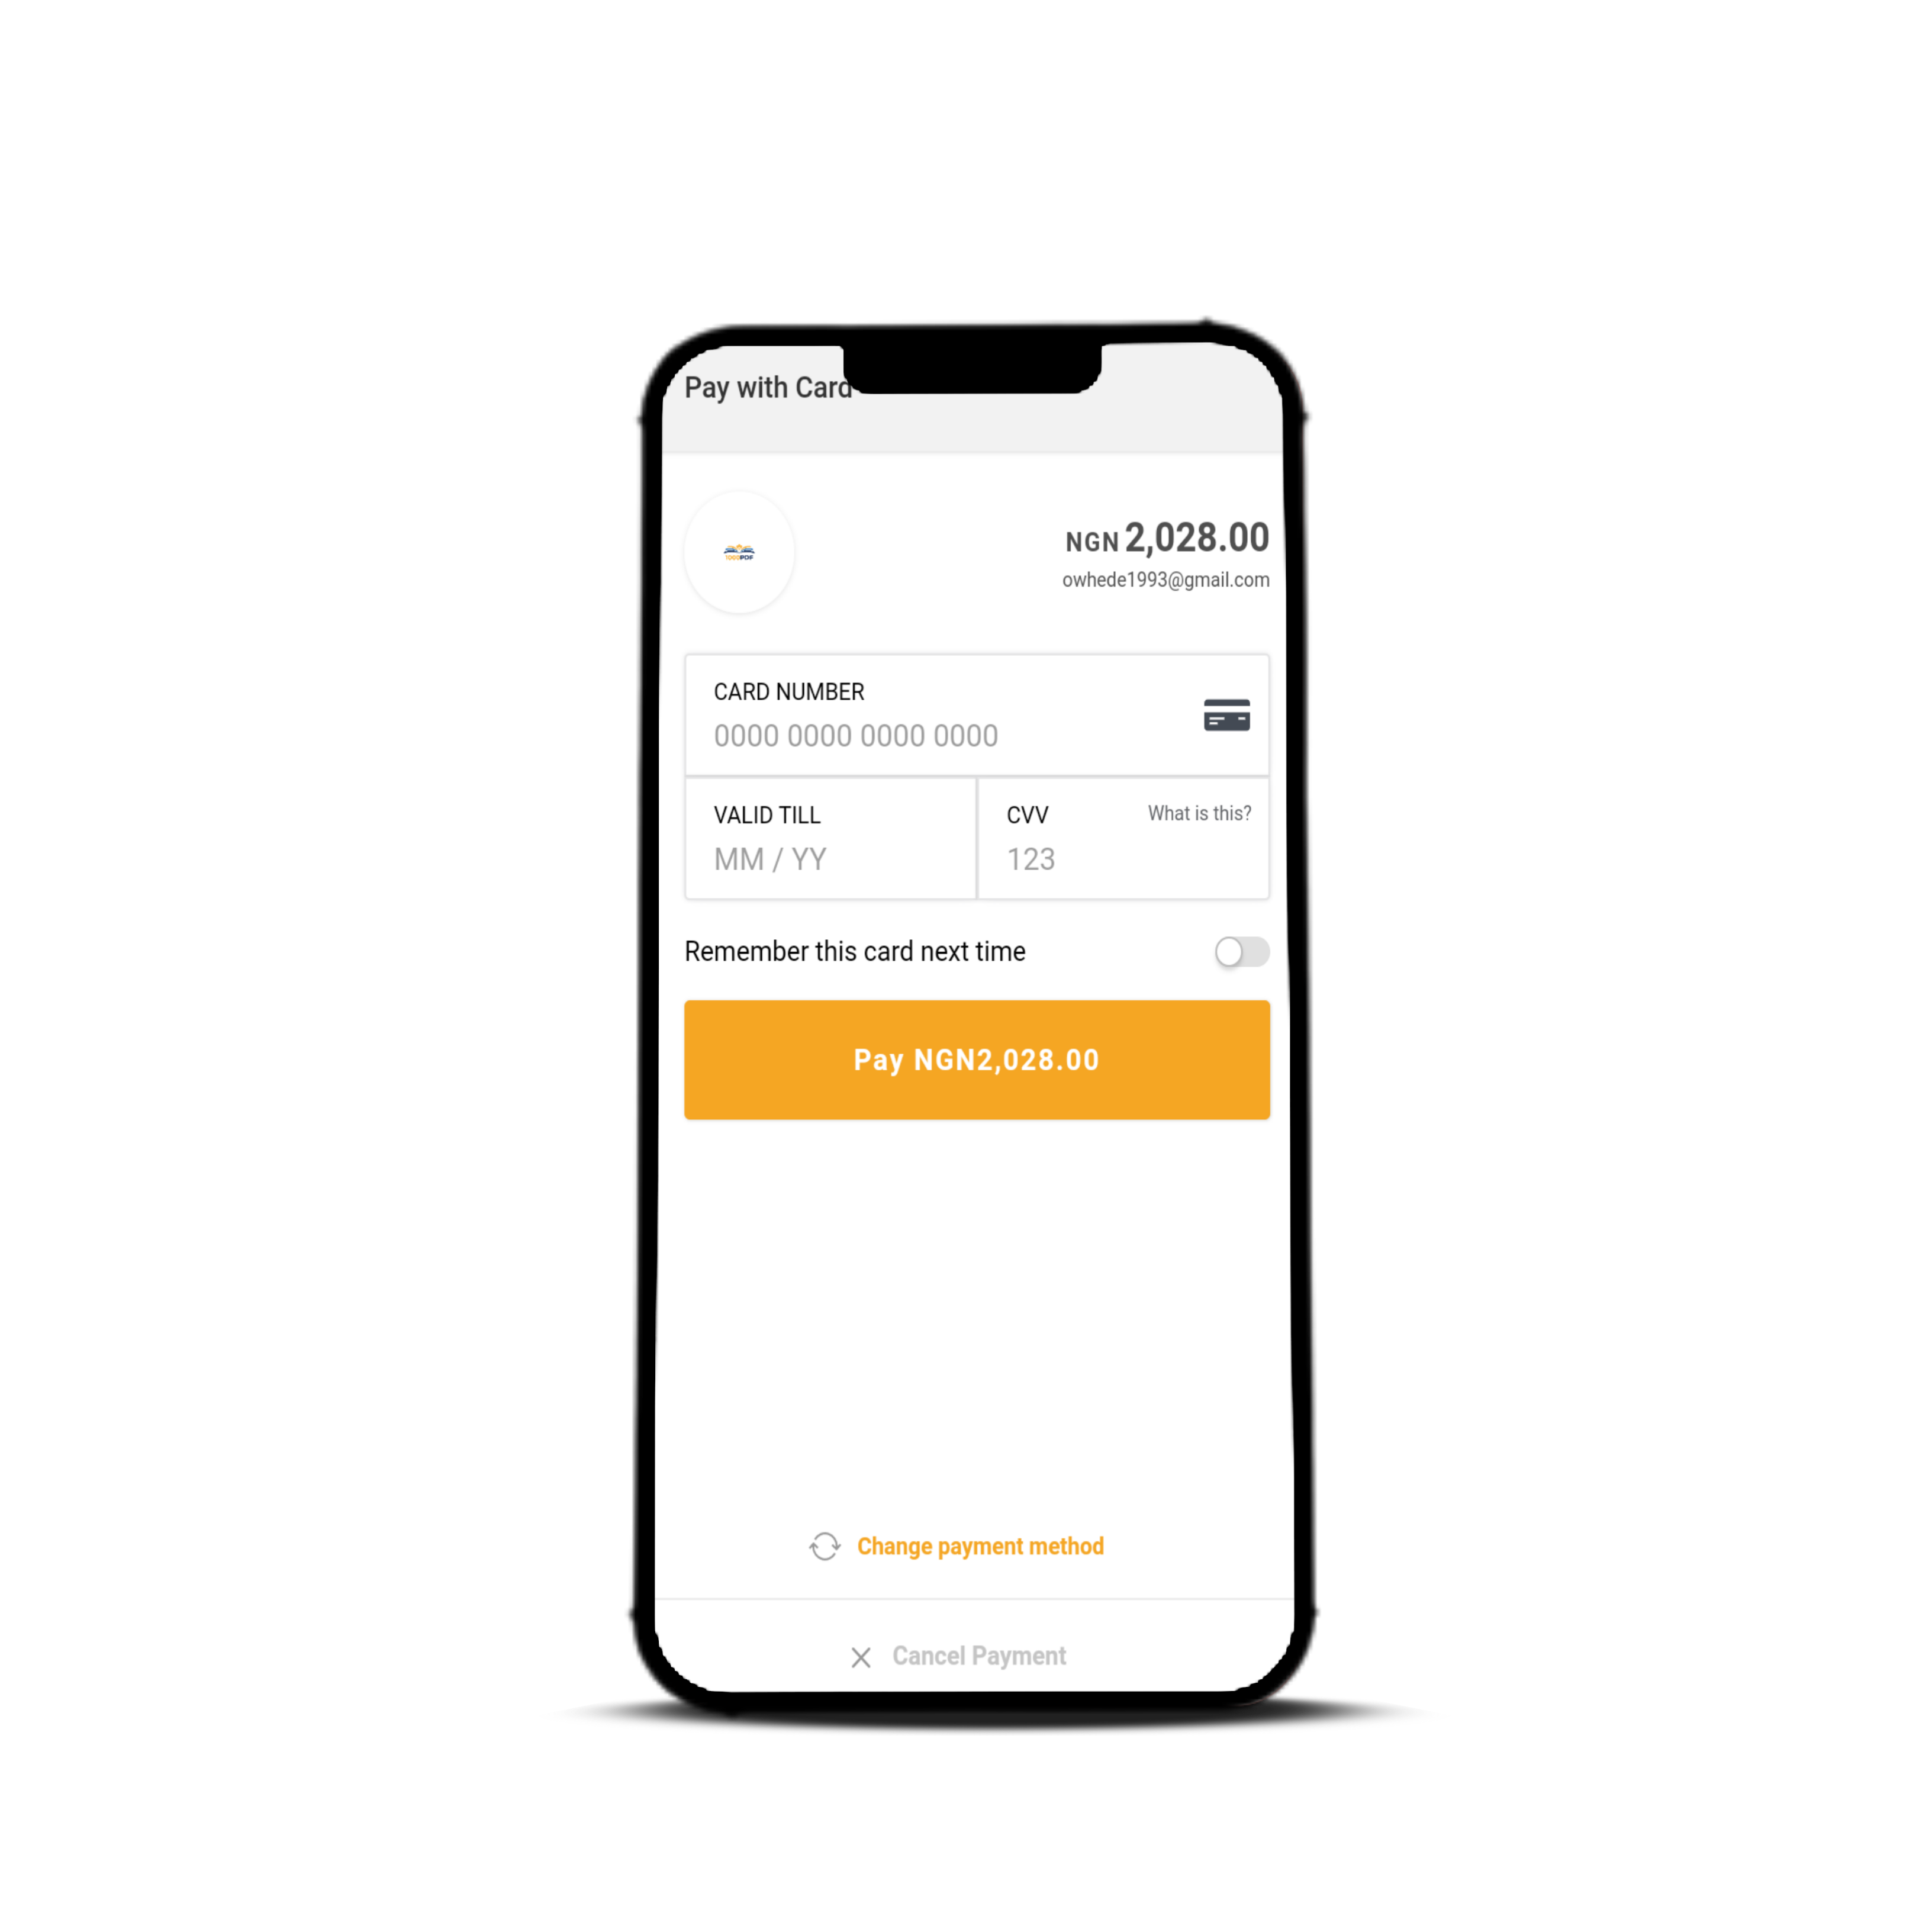 Pay with Card
NGN 2,028.00
owhede1993@gmail.com
CARD NUMBER
0000 0000 0000 0000
VALID TILL
MM / YY
CVV
What is this?
123
Remember this card next time
Pay NGN2,028.00
Change payment method
Cancel Payment